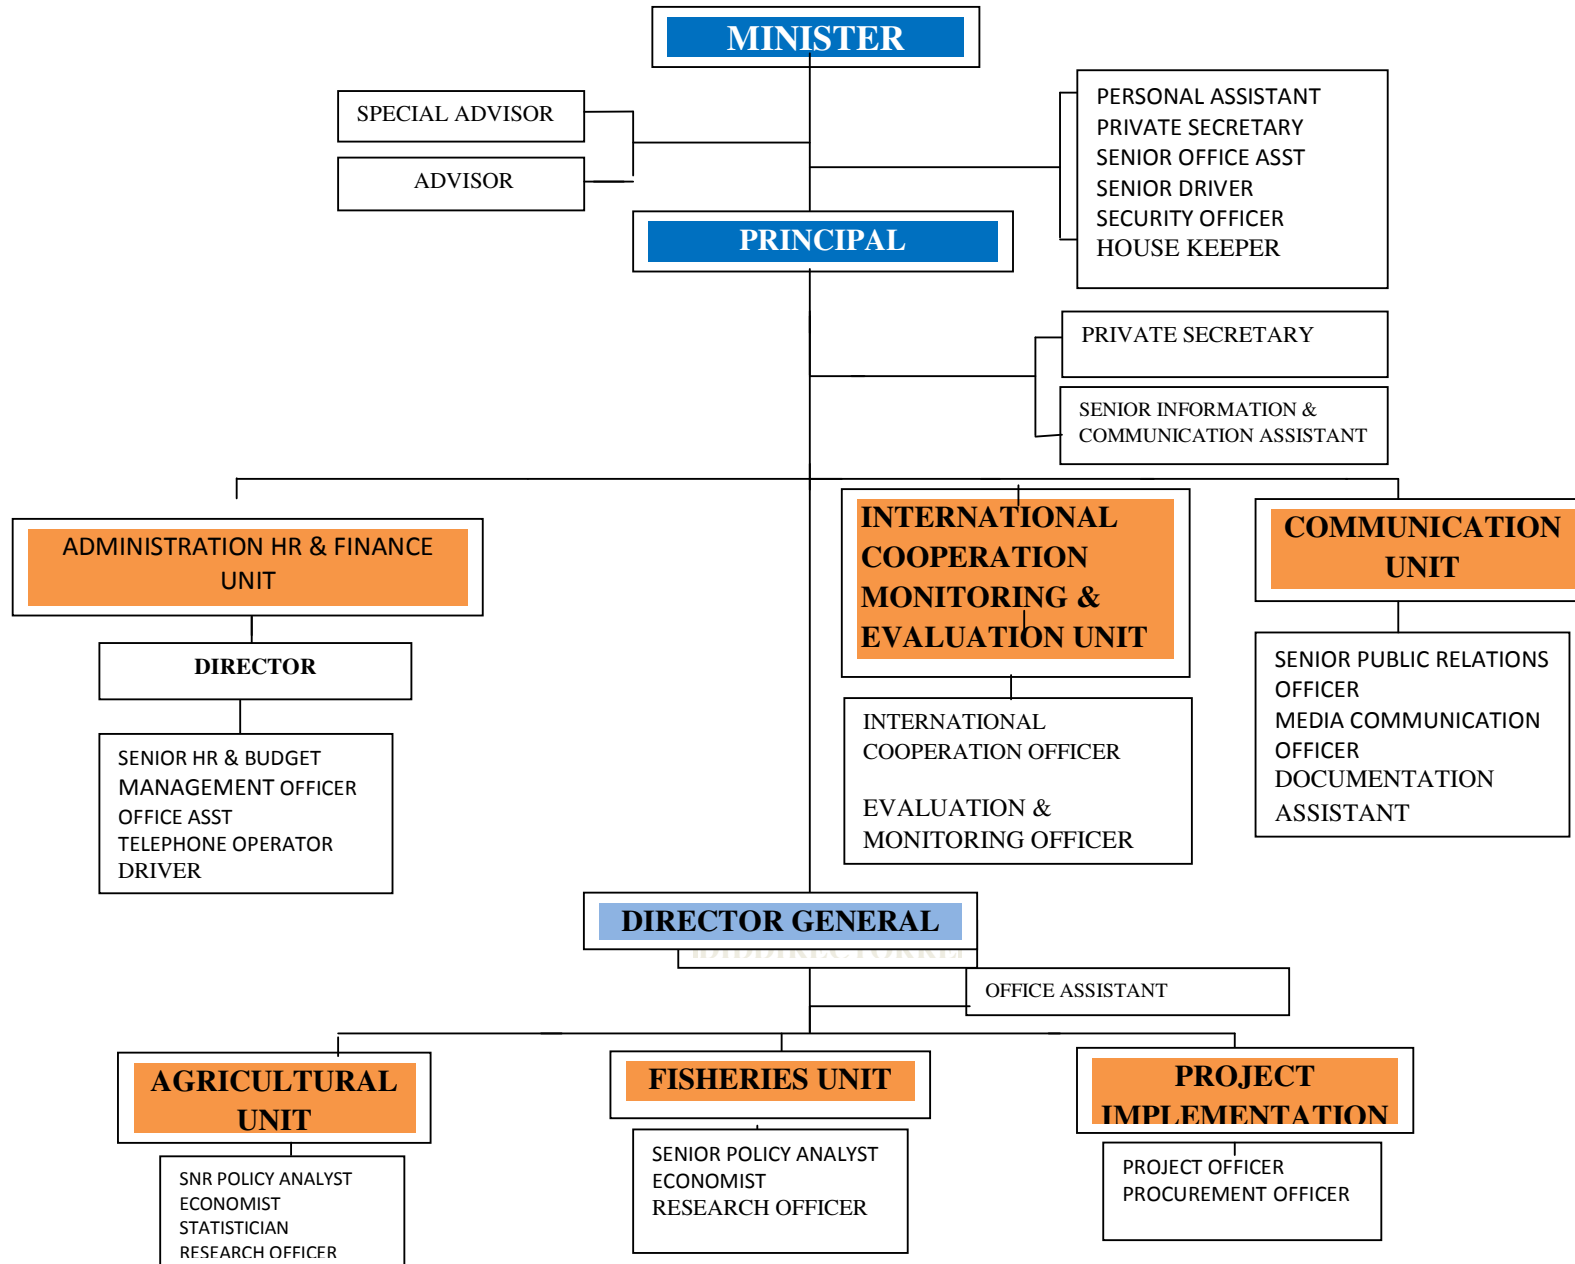 MINISTER
SPECIAL ADVISOR
ADVISOR
PERSONAL ASSISTANT
PRIVATE SECRETARY
SENIOR OFFICE ASST
SENIOR DRIVER
SECURITY OFFICER
HOUSE KEEPER
PRINCIPAL
PRIVATE SECRETARY
SENIOR INFORMATION &
COMMUNICATION ASSISTANT
ADMINISTRATION HR & FINANCE
UNIT
DIRECTOR
SENIOR HR & BUDGET
MANAGEMENT OFFICER
OFFICE ASST
TELEPHONE OPERATOR
DRIVER
INTERNATIONAL
COOPERATION
MONITORING &
EVALUATION UNIT
INTERNATIONAL
COOPERATION OFFICER
EVALUATION &
MONITORING OFFICER
COMMUNICATION
UNIT
SENIOR PUBLIC RELATIONS
OFFICER
MEDIA COMMUNICATION
OFFICER
DOCUMENTATION
ASSISTANT
DIRECTOR GENERAL
OFFICE ASSISTANT
AGRICULTURAL
UNIT
SNR POLICY ANALYST
ECONOMIST
STATISTICIAN
RESEARCH OFFICER
FISHERIES UNIT
SENIOR POLICY ANALYST
ECONOMIST
RESEARCH OFFICER
PROJECT
IMPLEMENTATION
PROJECT OFFICER
PROCUREMENT OFFICER